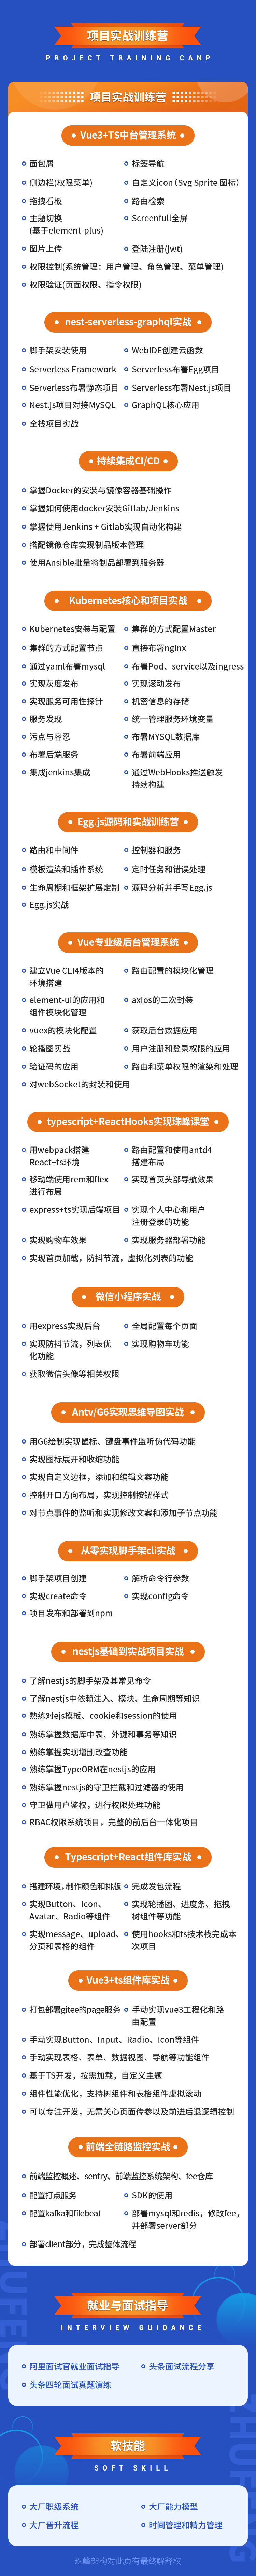 项目实战训练营
PROJECT TRAINING CANP
项目实战训练营
Vue3+TS中台管理系统
面包屑
标签导航
侧边栏(权限菜单)
自定义icon（Svg Sprite 图标）
拖拽看板
路由检索
主题切换
(基于element-plus)
Screenfull全屏
图片上传
登陆注册(jwt)
权限控制(系统管理：用户管理、角色管理、菜单管理)
权限验证(页面权限、指令权限)
nest-serverless-graphql实战
脚手架安装使用
WebIDE创建云函数
Serverless Framework
Serverless布署Egg项目
Serverless布署静态项目
Serverless布署Nest.js项目
Nest.js项目对接MySQL
GraphQL核心应用
全栈项目实战
持续集成CI/CD
掌握Docker的安装与镜像容器基础操作
掌握如何使用docker安装Gitlab/Jenkins
掌握使用Jenkins + Gitlab实现自动化构建
搭配镜像仓库实现制品版本管理
使用Ansible批量将制品部署到服务器
Kubernetes核心和项目实战
Kubernetes安装与配置
集群的方式配置Master
集群的方式配置节点
直接布署nginx
通过yaml布署mysql
布署Pod、service以及ingress
实现灰度发布
实现滚动发布
实现服务可用性探针
机密信息的存储
服务发现
统一管理服务环境变量
污点与容忍
布署MYSQL数据库
布署后端服务
布署前端应用
集成jenkins集成
通过WebHooks推送触发
持续构建
Egg.js源码和实战训练营
路由和中间件
控制器和服务
模板渲染和插件系统
定时任务和错误处理
生命周期和框架扩展定制
源码分析并手写Egg.js
Egg.js实战
Vue专业级后台管理系统
建立Vue CLI4版本的
环境搭建
路由配置的模块化管理
element-ui的应用和
组件模块化管理
axios的二次封装
vuex的模块化配置
获取后台数据应用
轮播图实战
用户注册和登录权限的应用
验证码的应用
路由和菜单权限的渲染和处理
对webSocket的封装和使用
typescript+ReactHooks实现珠峰课堂
用webpack搭建
React+ts环境
路由配置和使用antd4
搭建布局
移动端使用rem和flex
进行布局
实现首页头部导航效果
express+ts实现后端项目
实现个人中心和用户
注册登录的功能
实现购物车效果
实现服务器部署功能
实现首页加载，防抖节流，虚拟化列表的功能
微信小程序实战
用express实现后台
全局配置每个页面
实现防抖节流，列表优
化功能
实现购物车功能
获取微信头像等相关权限
Antv/G6实现思维导图实战
用G6绘制实现鼠标、键盘事件监听伪代码功能
实现图标展开和收缩功能
实现自定义边框，添加和编辑文案功能
控制开口方向布局，实现控制按钮样式
对节点事件的监听和实现修改文案和添加子节点功能
从零实现脚手架cli实战
脚手架项目创建
解析命令行参数
实现create命令
实现config命令
项目发布和部署到npm
nestjs基础到实战项目实战
了解nestjs的脚手架及其常见命令
了解nestjs中依赖注入、模块、生命周期等知识
熟练对ejs模板、cookie和session的使用
熟练掌握数据库中表、外键和事务等知识
熟练掌握实现增删改查功能
熟练掌握TypeORM在nestjs的应用
熟练掌握nestjs的守卫拦截和过滤器的使用
守卫做用户鉴权，进行权限处理功能
RBAC权限系统项目，完整的前后台一体化项目
Typescript+React组件库实战
搭建环境，制作颜色和排版
完成发包流程
实现Button、Icon、
Avatar、Radio等组件
实现轮播图、进度条、拖拽
树组件等功能
实现message、upload、
分页和表格的组件
使用hooks和ts技术栈完成本
次项目
Vue3+ts组件库实战
打包部署gitee的page服务
手动实现vue3工程化和路
由配置
手动实现Button、Input、Radio、Icon等组件
手动实现表格、表单、数据视图、导航等功能组件
基于TS开发，按需加载，自定义主题
组件性能优化，支持树组件和表格组件虚拟滚动
可以专注开发，无需关心页面传参以及前进后退逻辑控制
前端全链路监控实战
前端监控概述、sentry、前端监控系统架构、fee仓库
配置打点服务
SDK的使用
配置kafka和filebeat
部署mysql和redis，修改fee，
并部署server部分
部署client部分，完成整体流程
就业与面试指导
INTERVIEW GUIDANCE
阿里面试官就业面试指导
头条面试流程分享
头条四轮面试真题演练
软技能
SOFT SKILL
大厂职级系统
大厂能力模型
大厂晋升流程
时间管理和精力管理
珠峰架构对此页有最终解释权